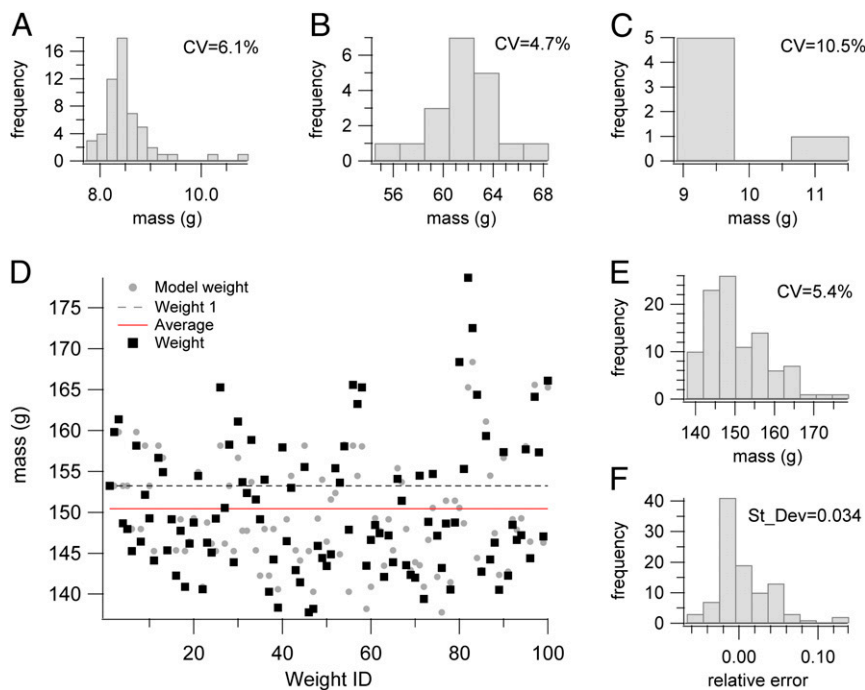 A
CV=6.1%
frequency
16
12
8
4
0
8.0
10.0
mass (g)
B
CV=4.7%
frequency
6
4
2
0
56
60
64
68
mass (g)
C
CV=10.5%
frequency
5
4
3
2
1
0
9
10
11
mass (g)
D
Model weight
Weight 1
Average
Weight
mass (g)
175
170
165
160
155
150
145
140
20
40
60
80
100
Weight ID
E
CV=5.4%
frequency
20
10
0
140
150
160
170
mass (g)
F
St_Dev=0.034
frequency
40
30
20
10
0
0.00
0.10
relative error